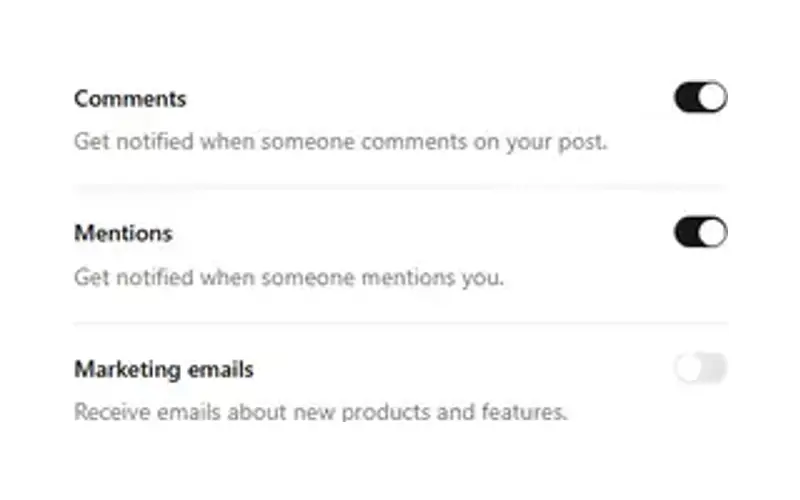 Comments
Get notified when someone comments on your post.
Mentions
Get notified when someone mentions you.
Marketing emails
Receive emails about new products and features.